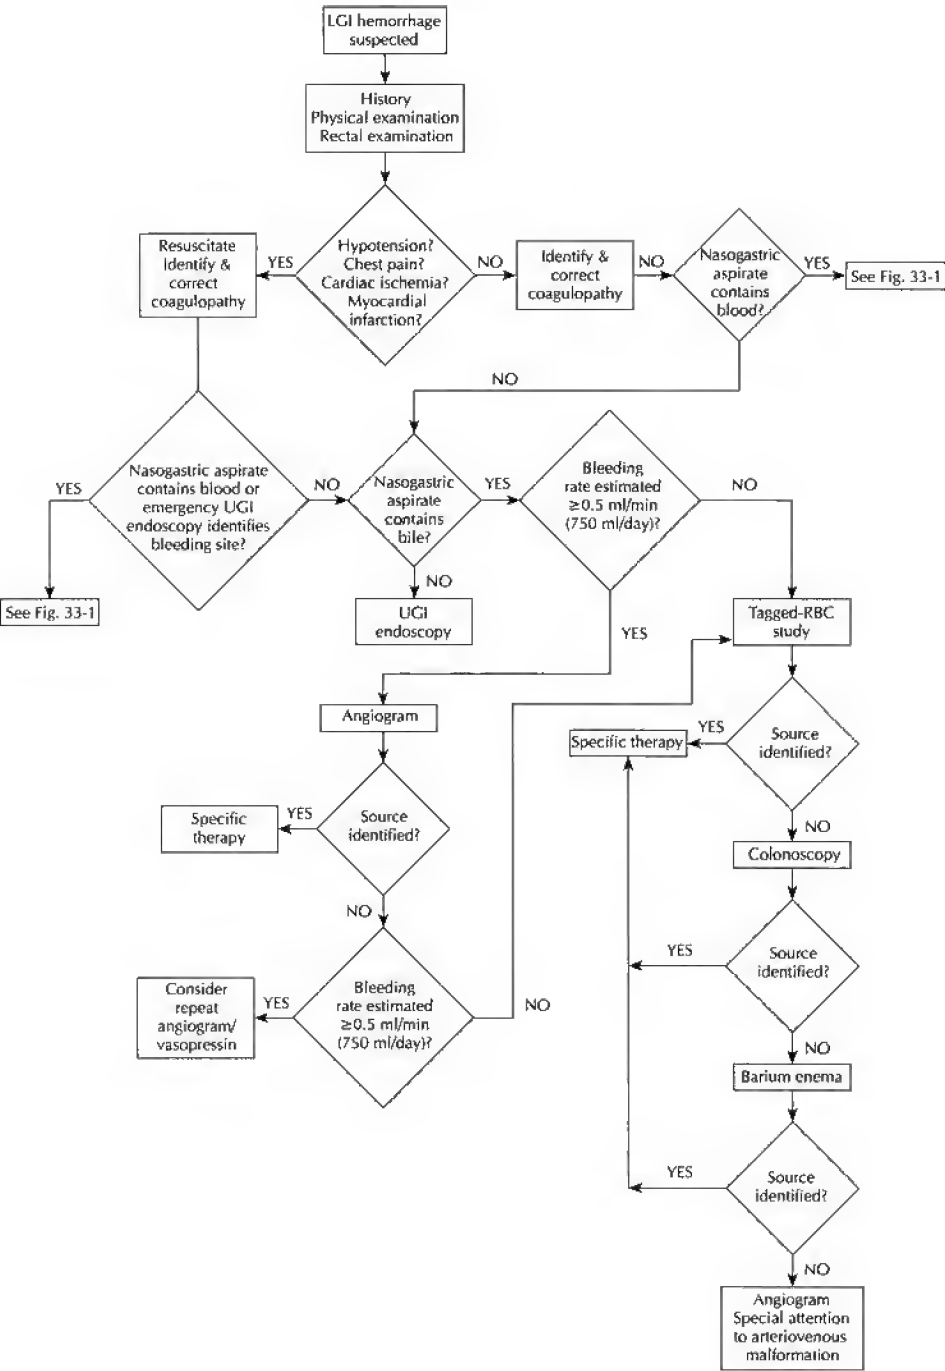 LGI hemorrhage
suspected
History
Physical examination
Rectal examination
Hypotension?
Chest pain?
Cardiac ischemia?
Myocardial
infarction?
YES
NO
Resuscitate
Identify &
correct
coagulopathy
Identify &
correct
coagulopathy
NO
Nasogastric
aspirate
contains
blood?
YES
See Fig. 33-1
NO
Nasogastric aspirate
contains blood or
emergency UGI
endoscopy identifies
bleeding site?
YES
See Fig. 33-1
NO
Nasogastric
aspirate
contains
bile?
YES
NO
UGI
endoscopy
Bleeding
rate estimated
≥0.5 ml/min
(750 ml/day)?
NO
YES
Tagged-RBC
study
Angiogram
Source
identified?
YES
Specific therapy
Source
identified?
YES
Specific
therapy
NO
Colonoscopy
NO
Source
identified?
YES
Bleeding
rate estimated
≥0.5 ml/min
(750 ml/day)?
YES
Consider
repeat
angiogram/
vasopressin
NO
NO
Barium enema
Source
identified?
YES
NO
Angiogram
Special attention
to arteriovenous
malformation